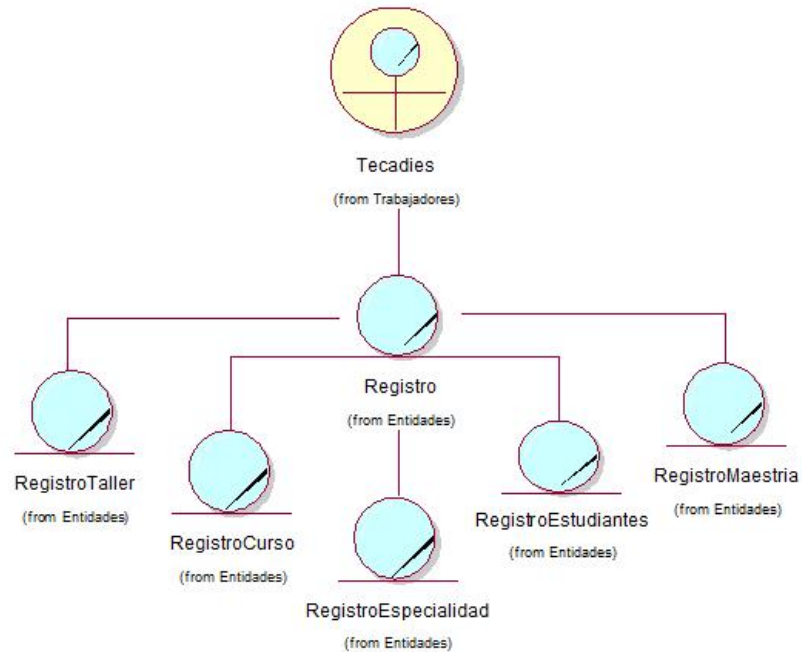 Tecadies
(from Trabajadores)
Registro
(from Entidades)
RegistroTaller
(from Entidades)
RegistroCurso
(from Entidades)
RegistroEspecialidad
(from Entidades)
RegistroEstudiantes
(from Entidades)
RegistroMaestria
(from Entidades)